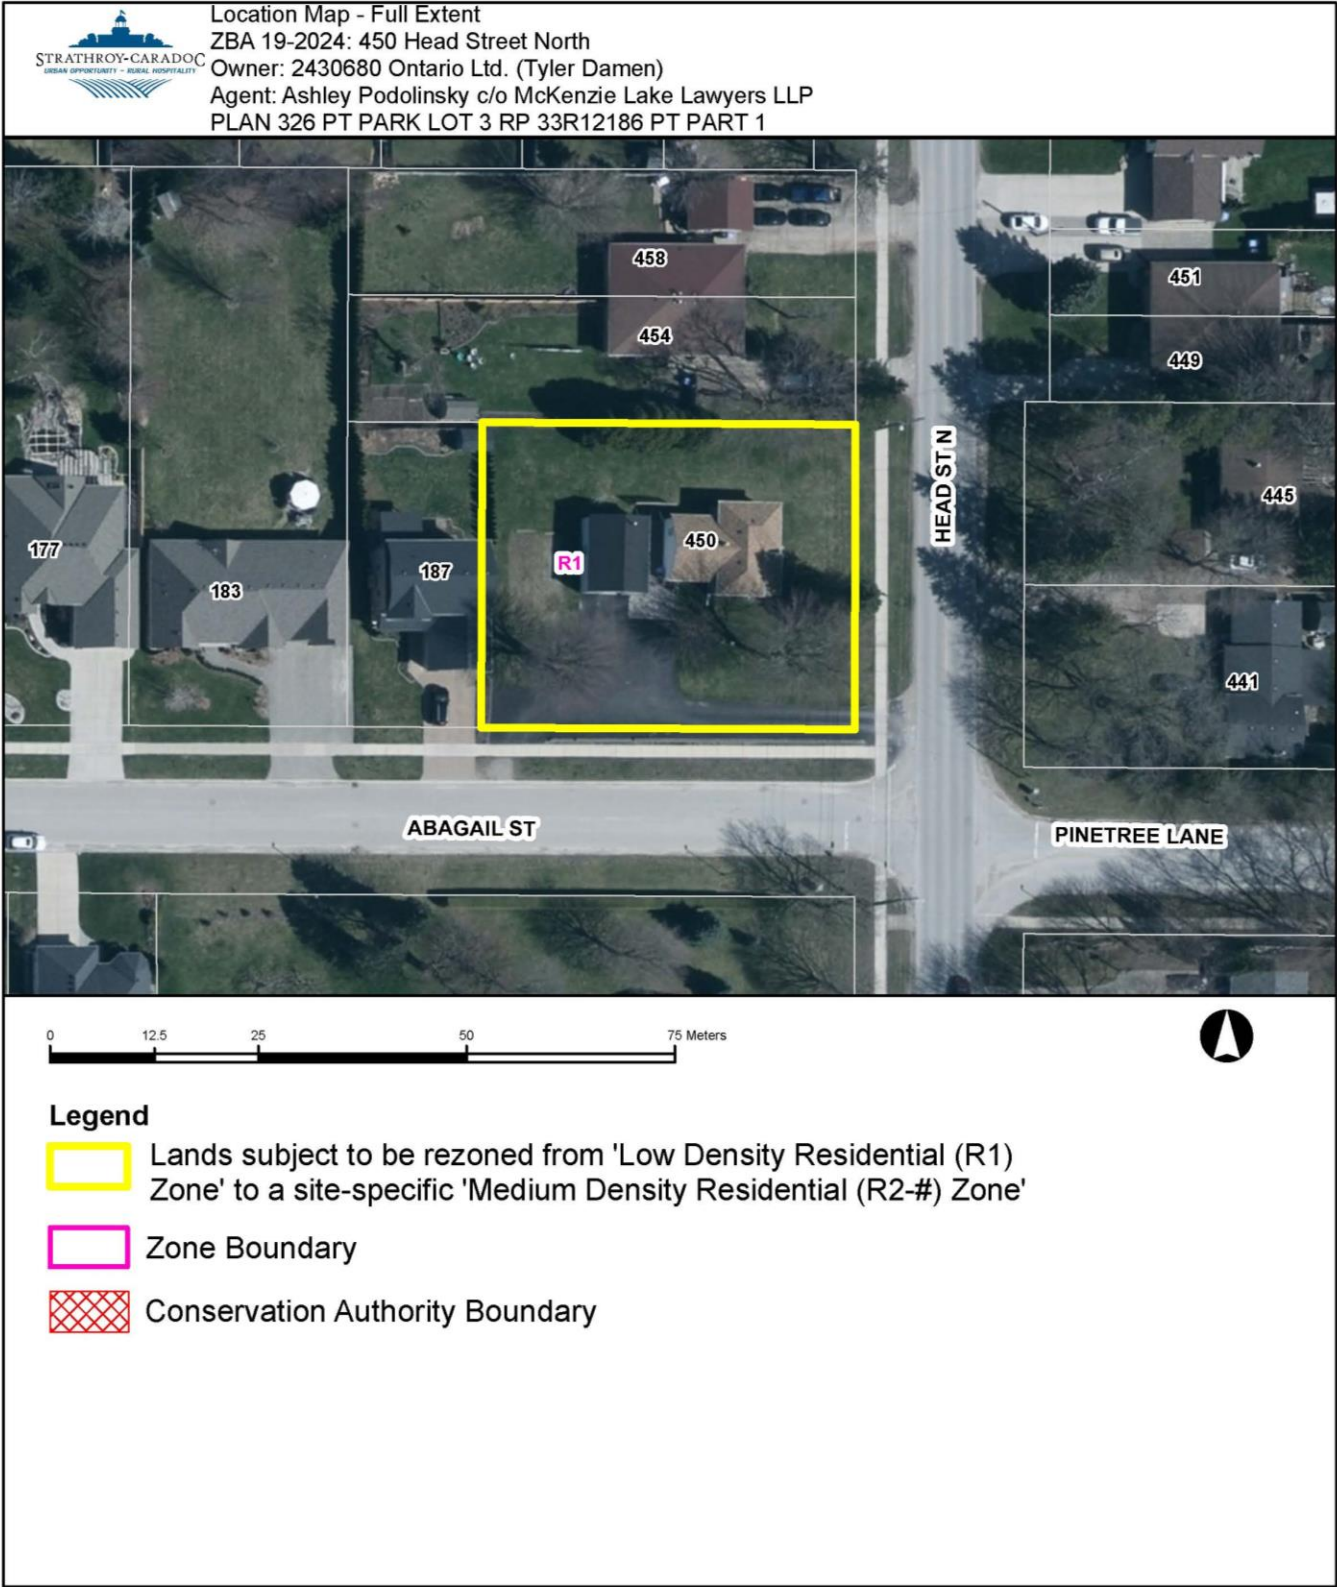 STRATHROY-CARADOC
URBAN OPPORTUNITY ~ RURAL HOSPITALITY
Location Map - Full Extent
ZBA 19-2024: 450 Head Street North
Owner: 2430680 Ontario Ltd. (Tyler Damen)
Agent: Ashley Podolinsky c/o McKenzie Lake Lawyers LLP
PLAN 326 PT PARK LOT 3 RP 33R12186 PT PART 1
458
451
454
449
HEAD ST N
445
450
177
R1
187
183
441
ABAGAIL ST
PINETREE LANE
0 12.5 25 50 75 Meters
Legend
Lands subject to be rezoned from 'Low Density Residential (R1)
Zone' to a site-specific 'Medium Density Residential (R2-#) Zone'
Zone Boundary
Conservation Authority Boundary